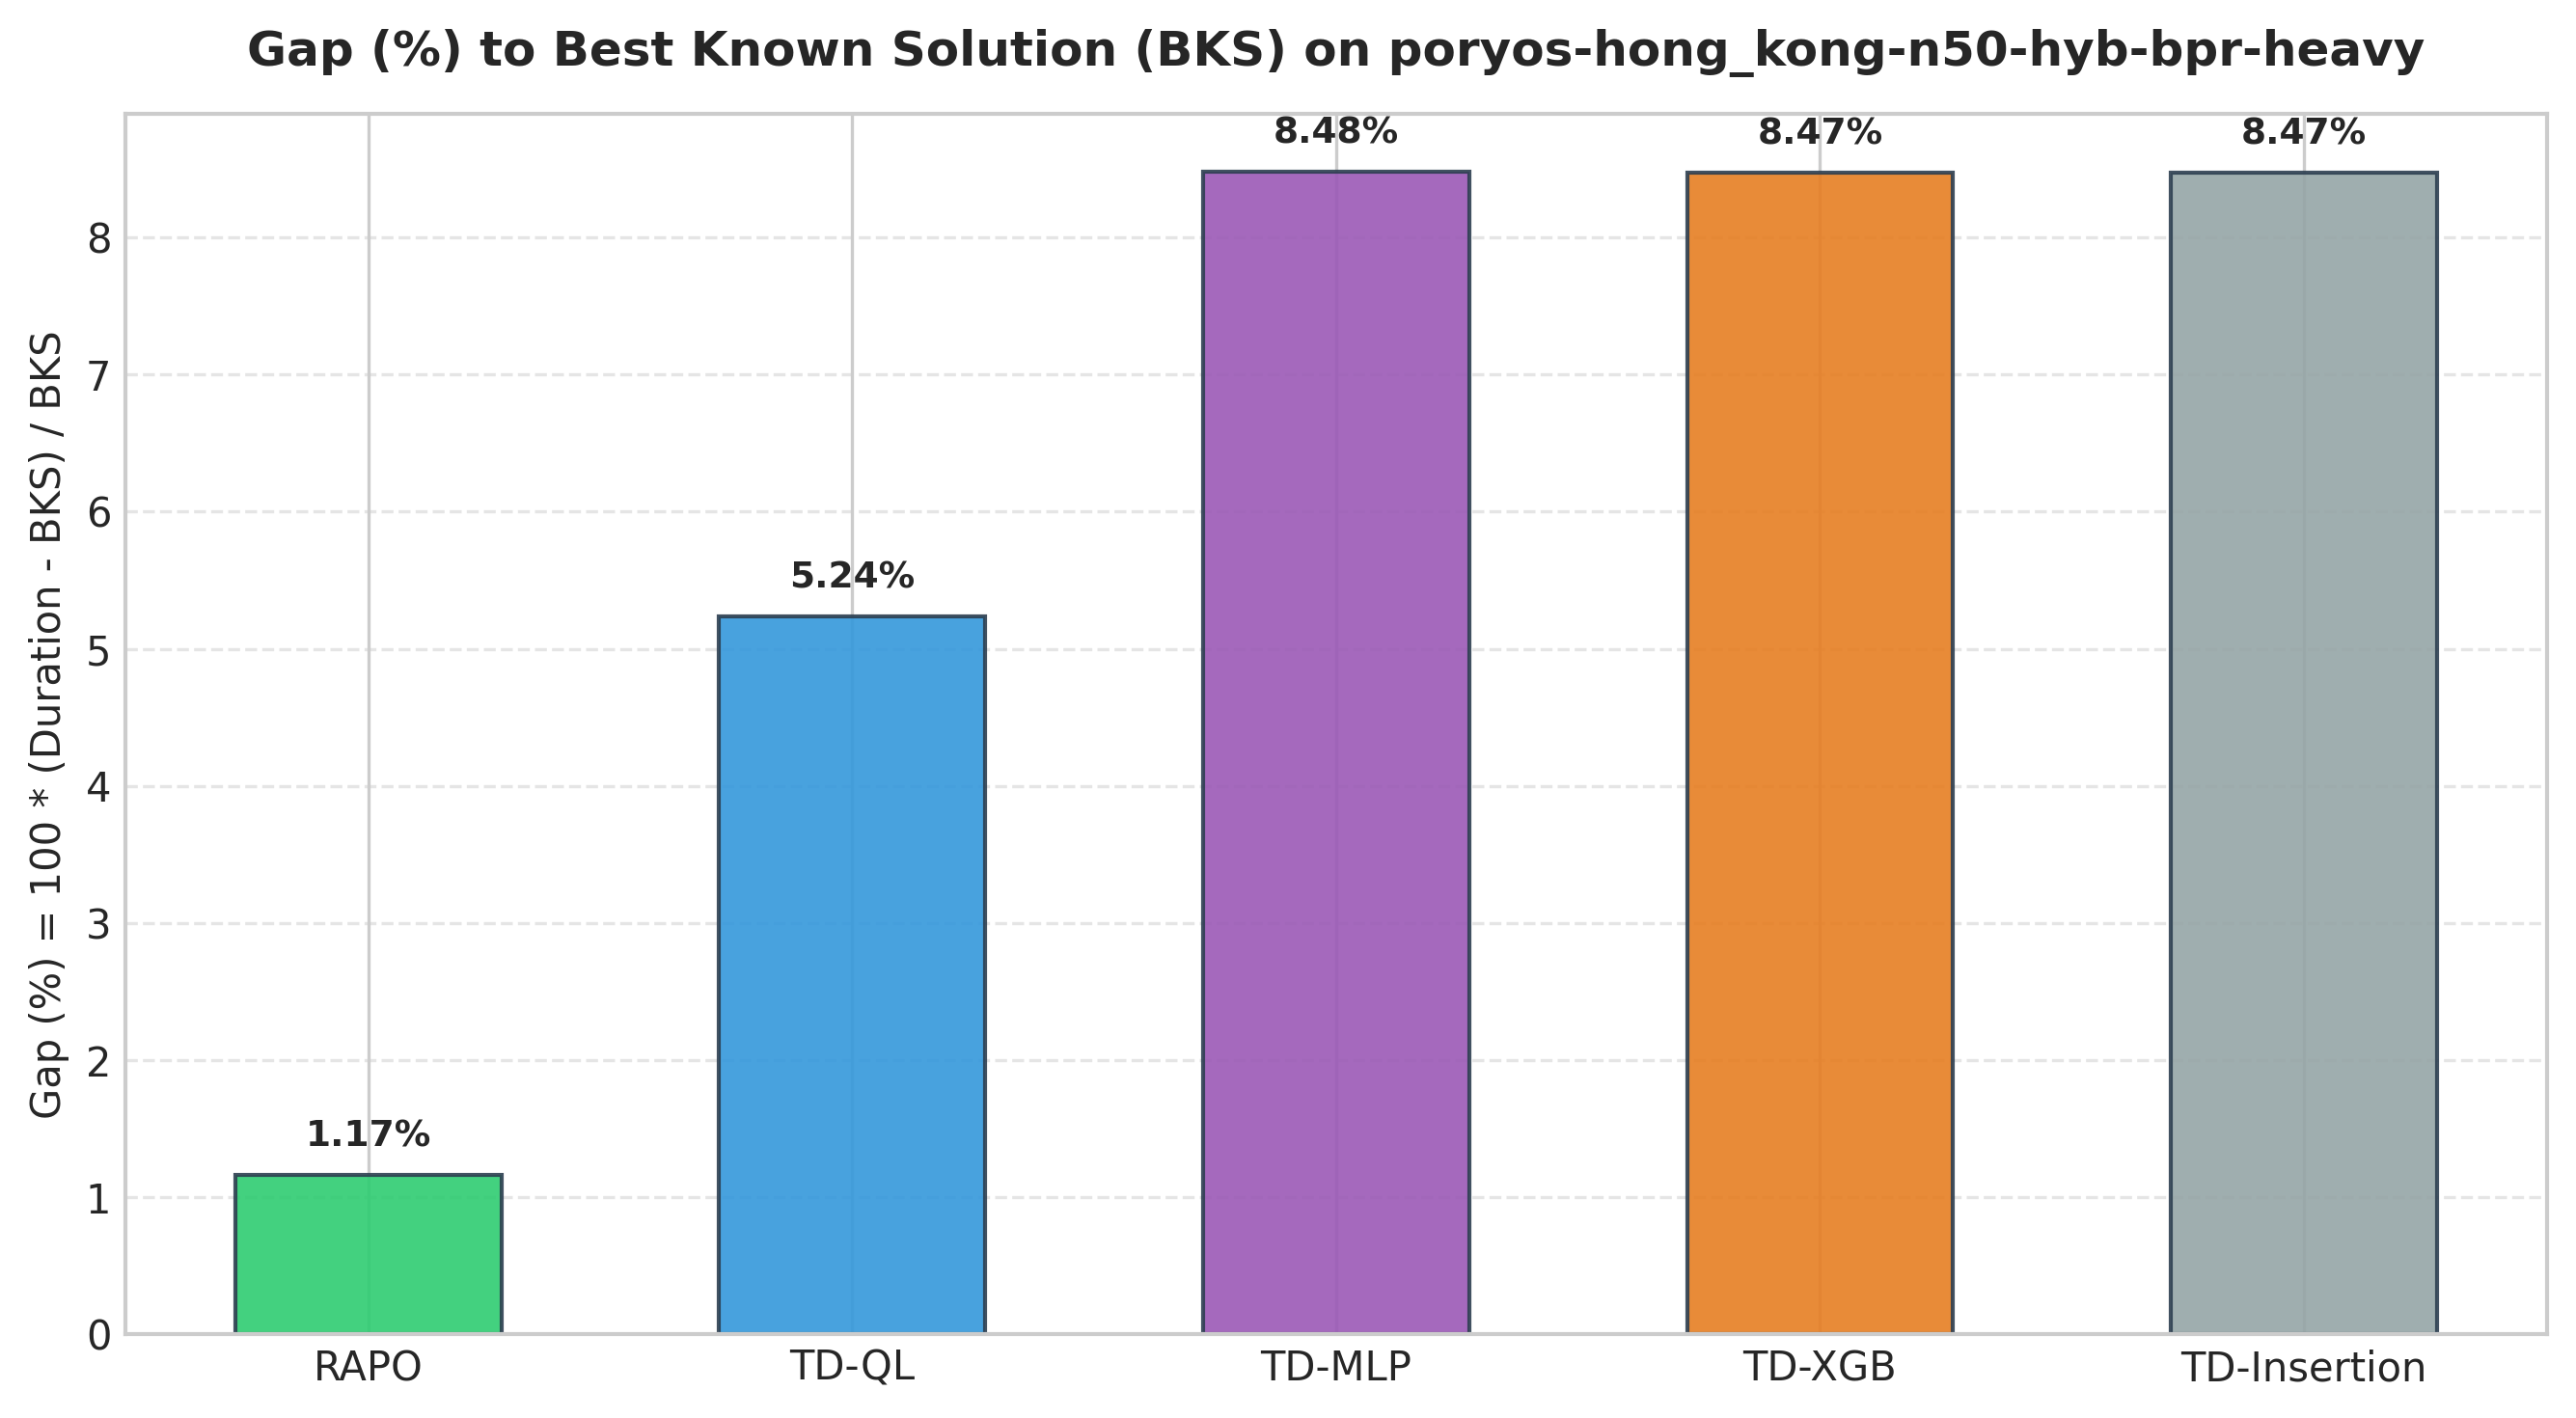 Gap (%) to Best Known Solution (BKS) on poryos-hong_kong-n50-hyb-bpr-heavy
Gap (%) = 100 * (Duration - BKS) / BKS
8
7
6
5
4
3
2
1
0
1.17%
5.24%
8.48%
8.47%
8.47%
RAPO
TD-QL
TD-MLP
TD-XGB
TD-Insertion